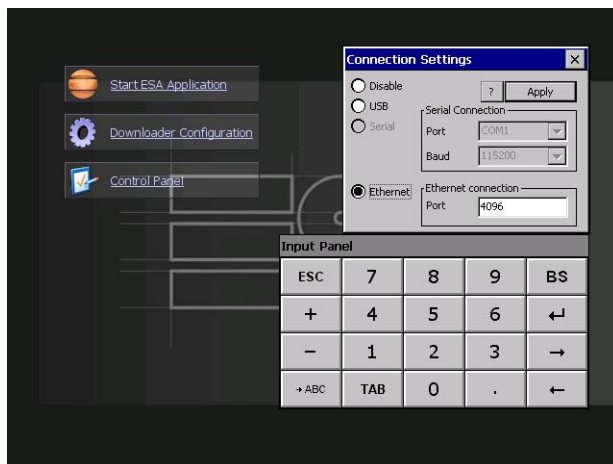 Start ESA Application
Downloader Configuration
Control Panel
Connection Settings
Disable
? Apply
USB
Serial Connection
Serial
Port COM1
Baud 115200
Ethernet
Ethernet connection
Port 4096
Input Panel
ESC 7 8 9 BS
+ 4 5 6 ↵
− 1 2 3 →
→ ABC TAB 0 . ←